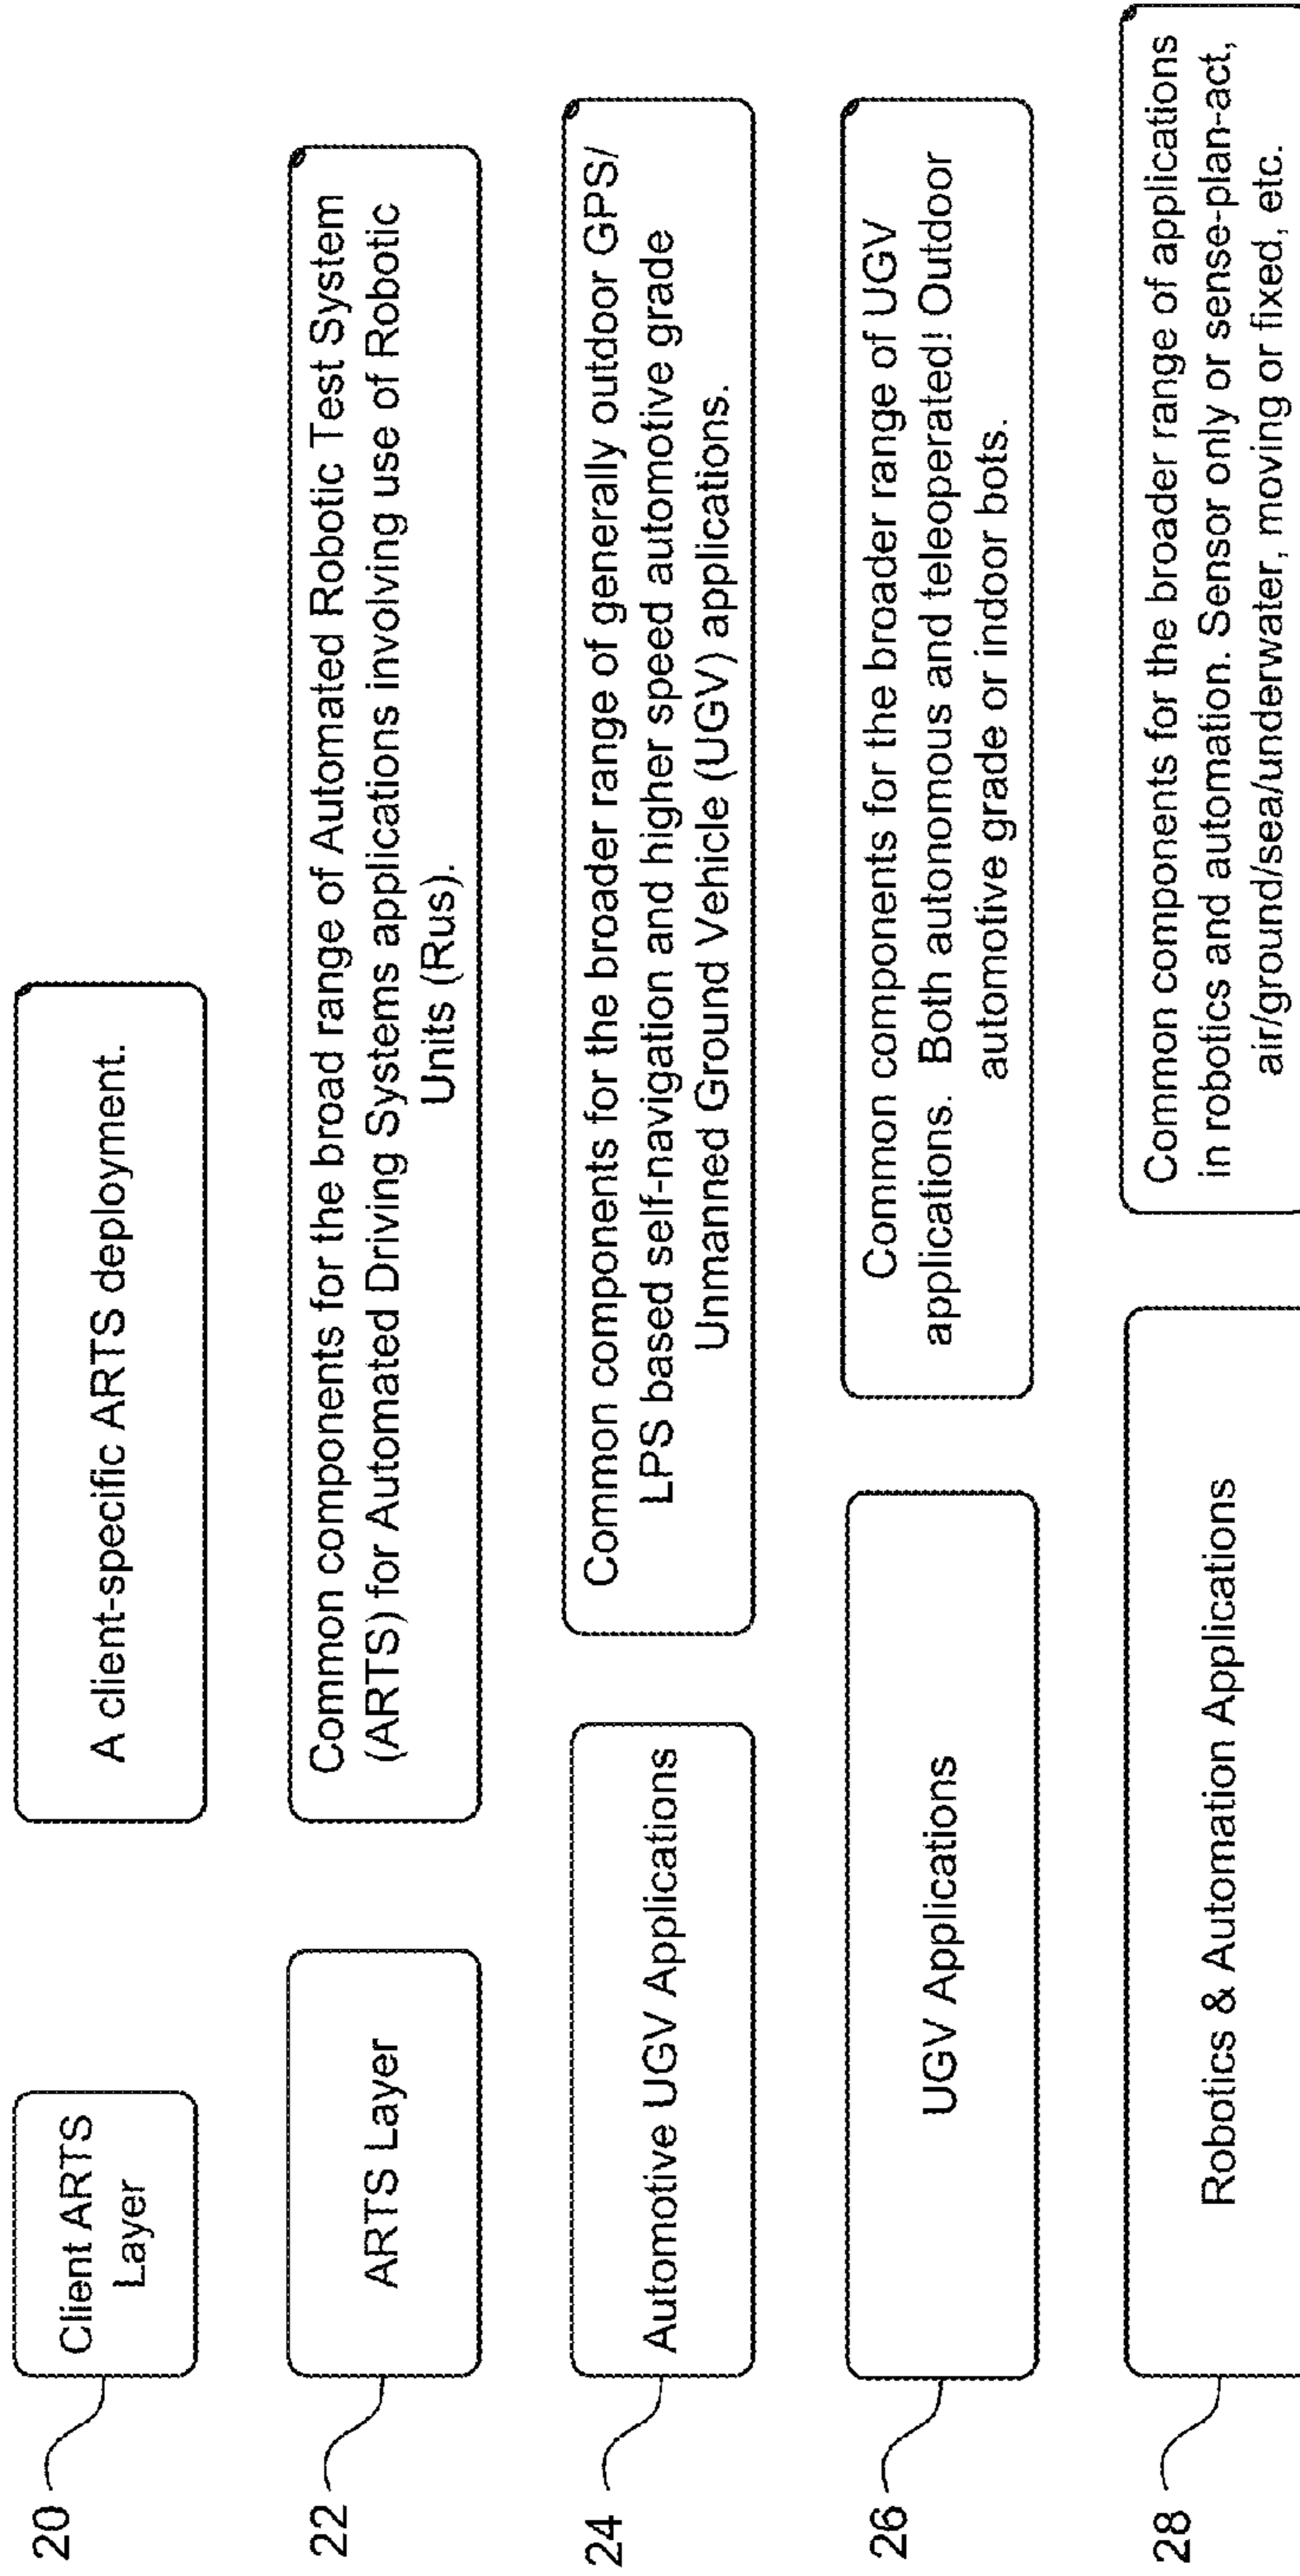 20
Client ARTS
Layer
A client-specific ARTS deployment.
22
ARTS Layer
Common components for the broad range of Automated Robotic Test System
(ARTS) for Automated Driving Systems applications involving use of Robotic
Units (Rus).
24
Automotive UGV Applications
Common components for the broader range of generally outdoor GPS/
LPS based self-navigation and higher speed automotive grade
Unmanned Ground Vehicle (UGV) applications.
26
UGV Applications
Common components for the broader range of UGV
applications. Both autonomous and teleoperated! Outdoor
automotive grade or indoor bots.
28
Robotics & Automation Applications
Common components for the broader range of applications
in robotics and automation. Sensor only or sense-plan-act,
air/ground/sea/underwater, moving or fixed, etc.